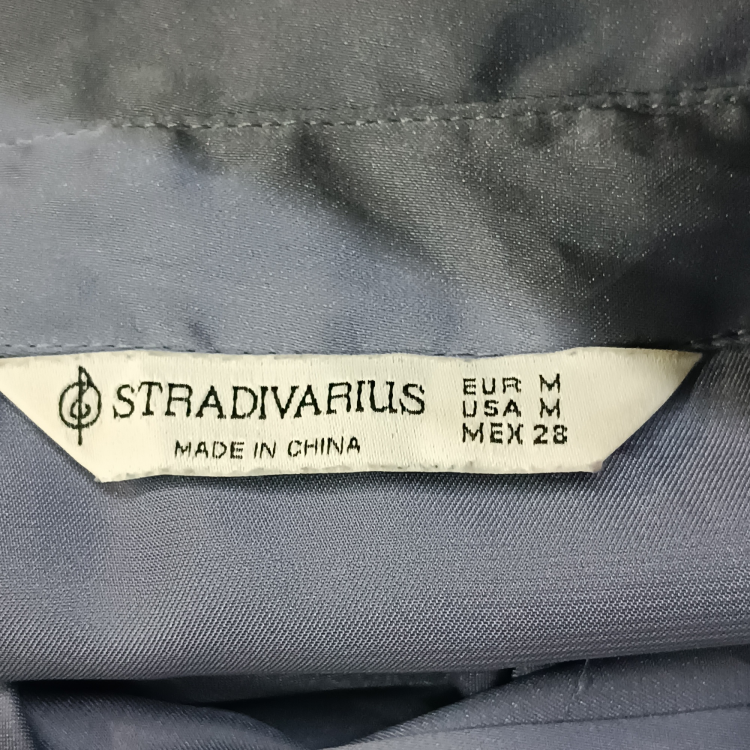 STRADIVARIUS
MADE IN CHINA
EUR M
USA M
MEX 28